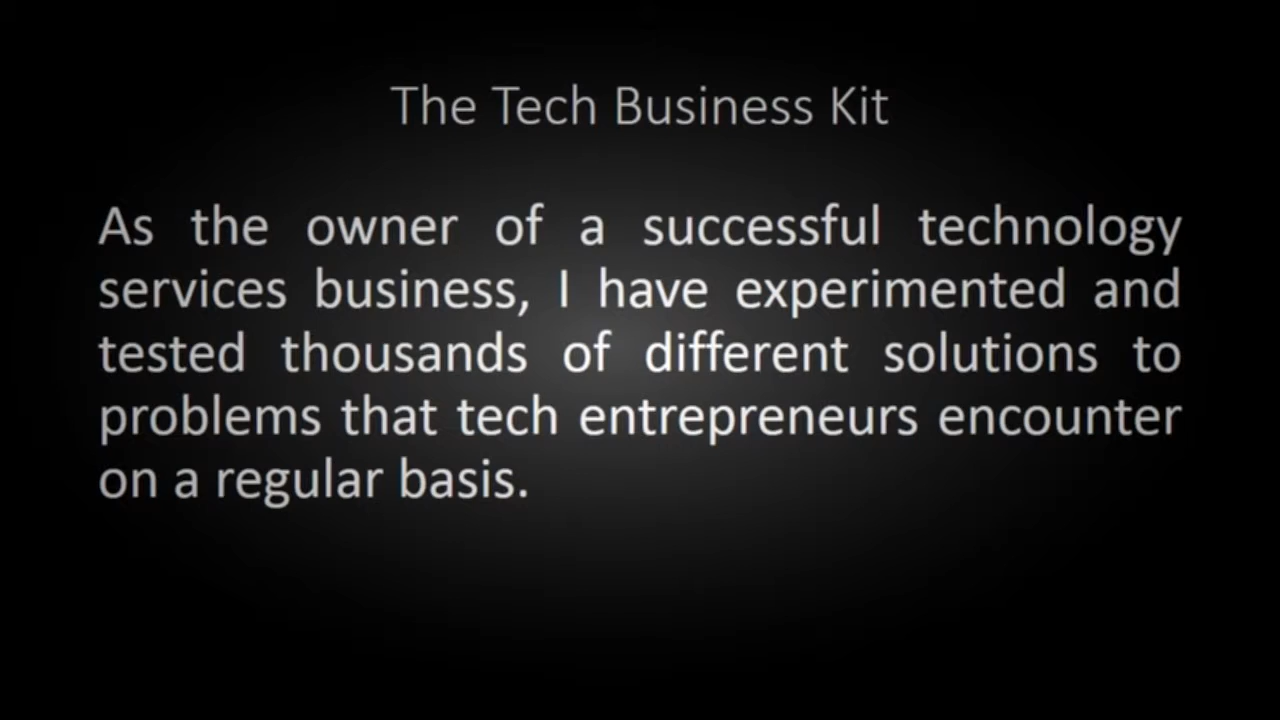 The Tech Business Kit
As the owner of a successful technology
services business, I have experimented and
tested thousands of different solutions to
problems that tech entrepreneurs encounter
on a regular basis.